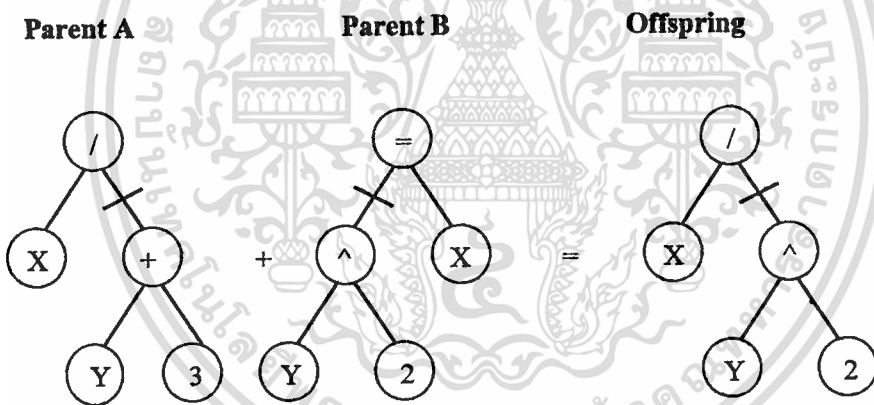 Parent A Parent B Offspring
/ = /
X + + ^ X = X ^
Y 3 Y 2 Y 2